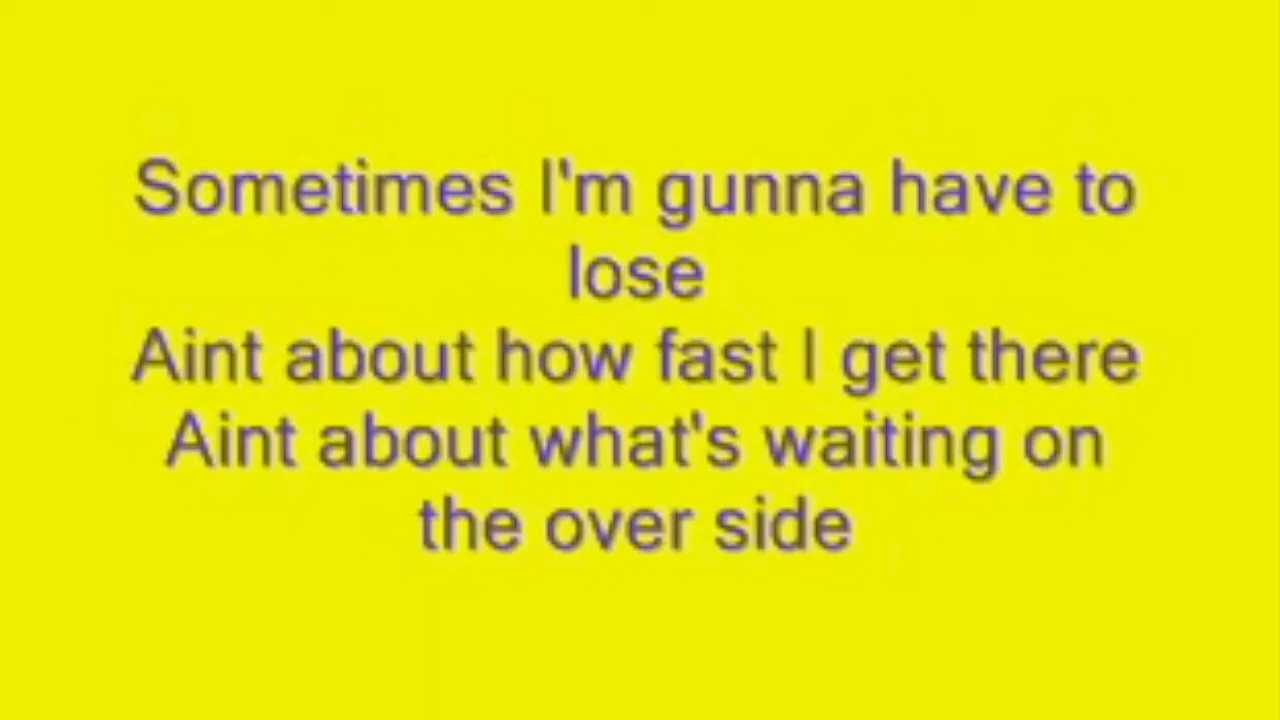 Sometimes I'm gunna have to
lose
Aint about how fast I get there
Aint about what's waiting on
the over side